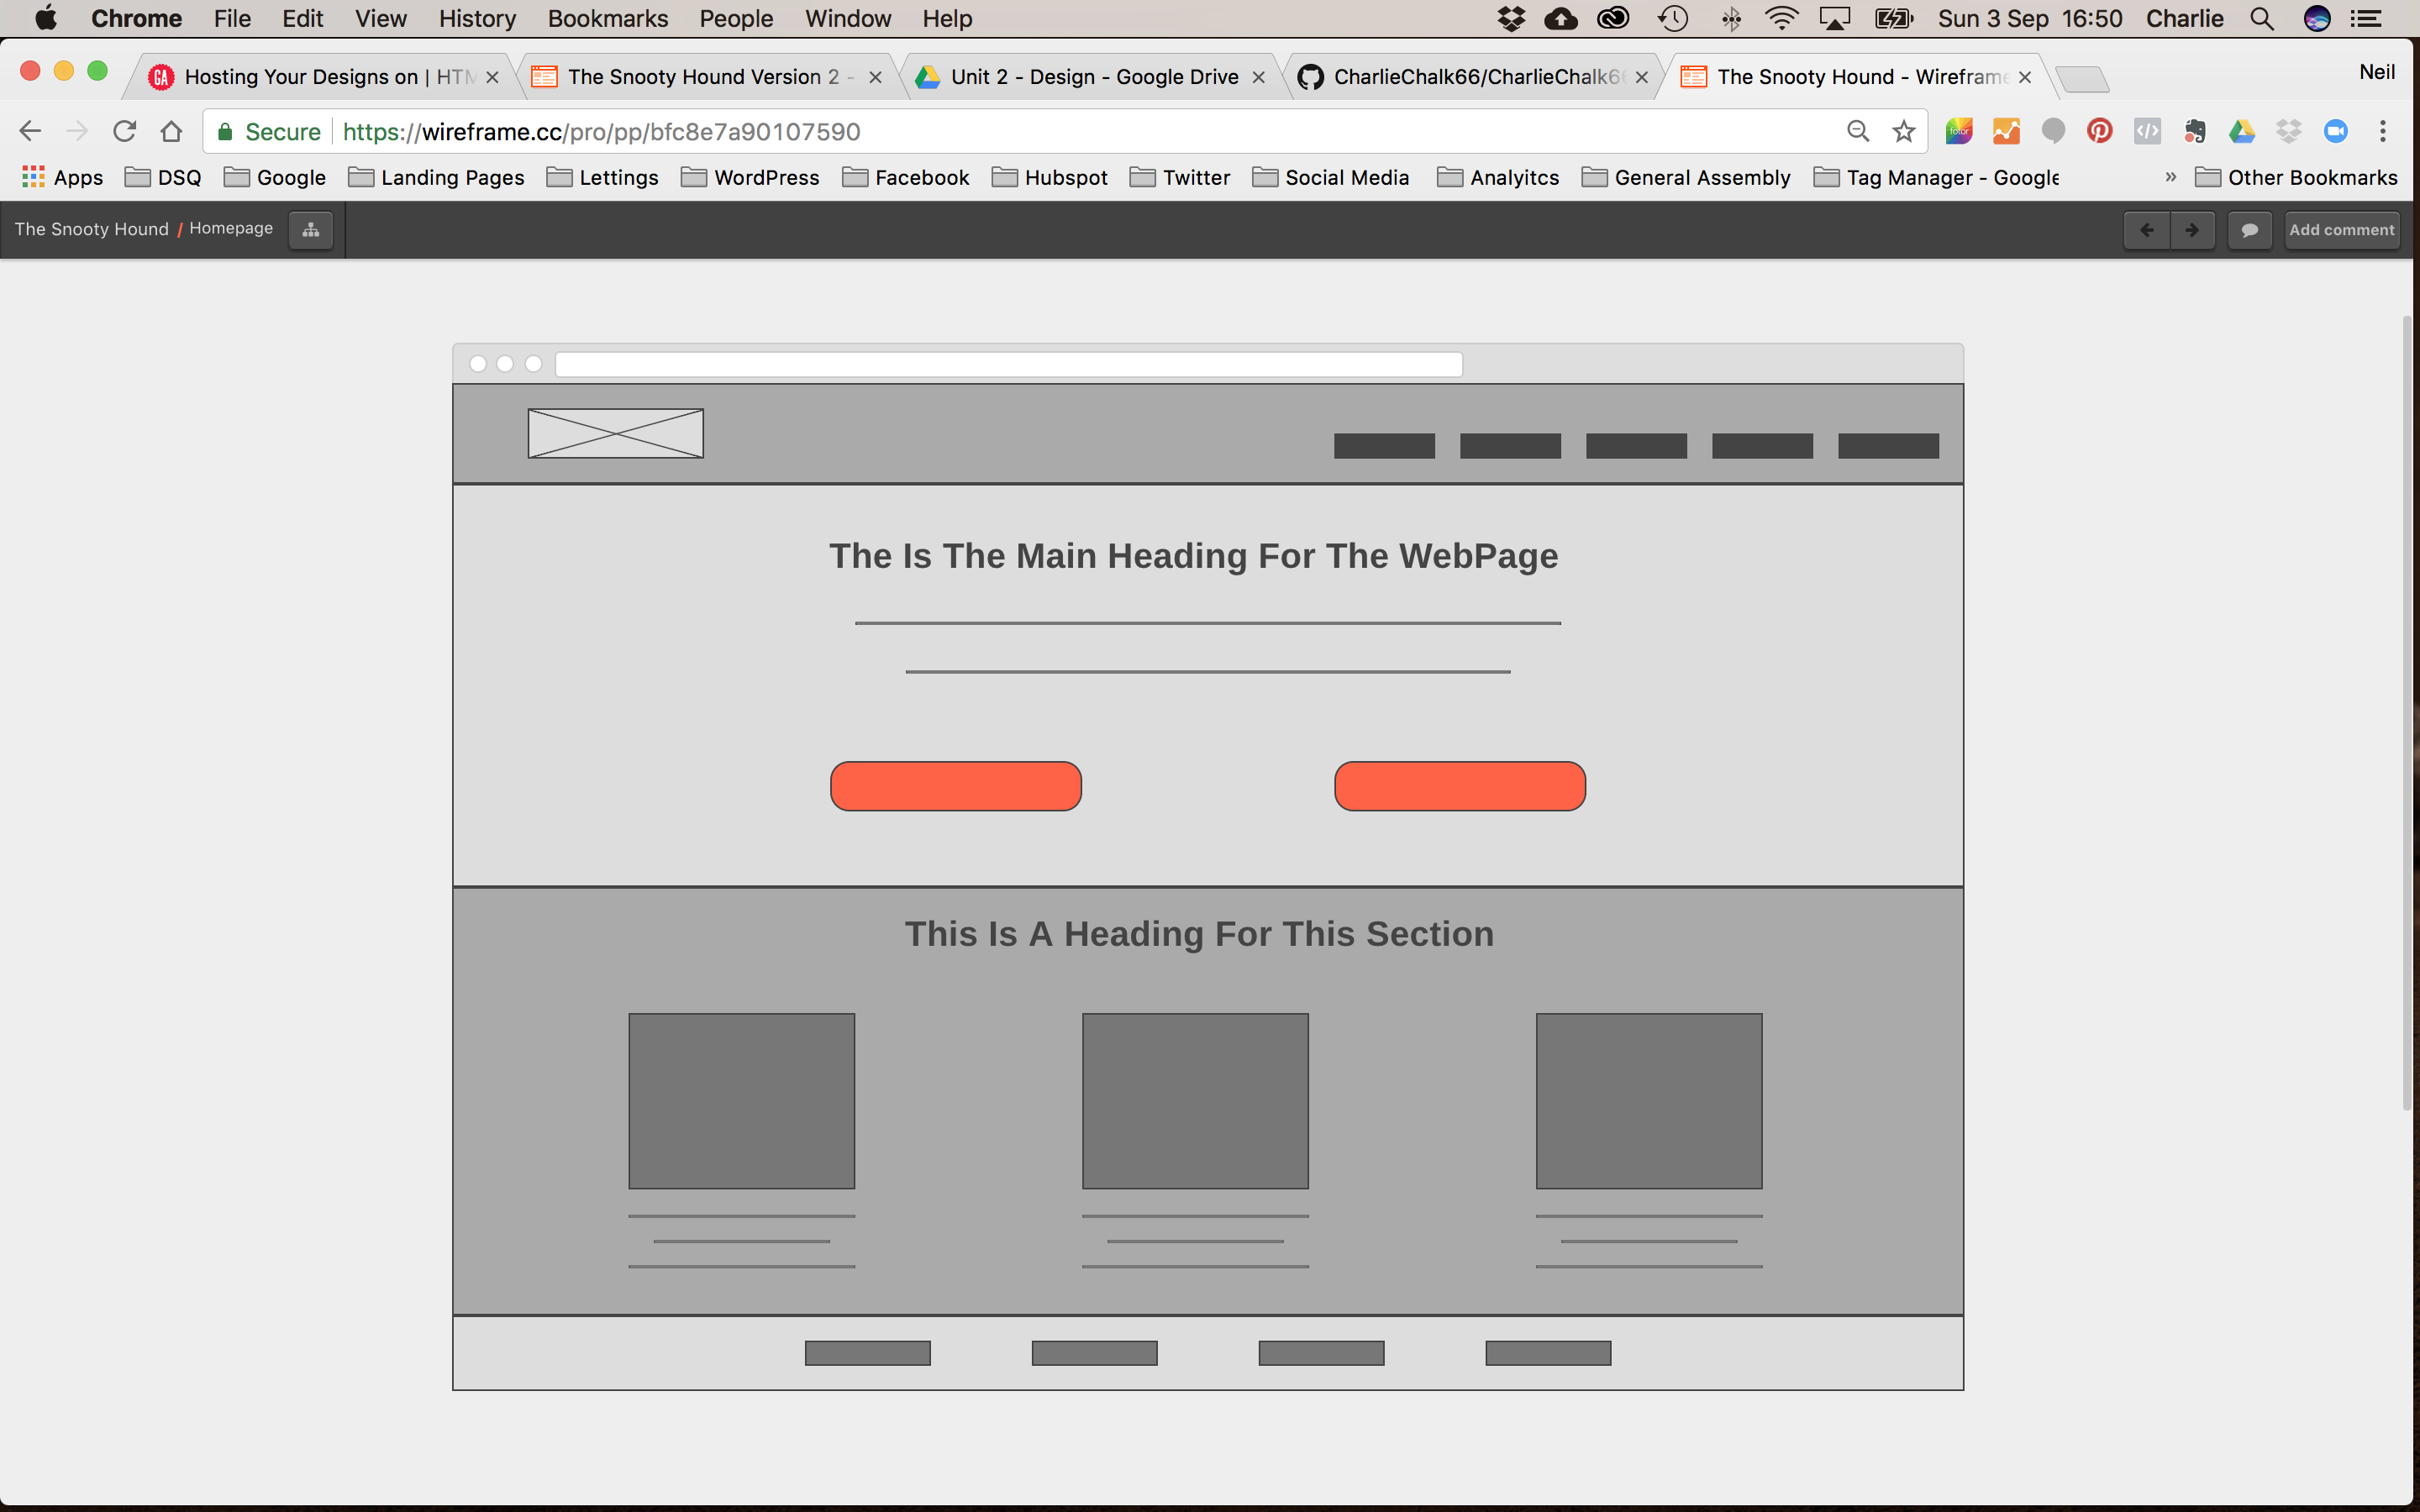 Chrome File Edit View History Bookmarks People Window Help Sun 3 Sep 16:50 Charlie
GA Hosting Your Designs on | HTM The Snooty Hound Version 2 - Unit 2 - Design - Google Drive CharlieChalk66/CharlieChalk66 The Snooty Hound - Wireframe Neil
Secure https://wireframe.cc/pro/pp/bfc8e7a90107590 fotor
Apps DSQ Google Landing Pages Lettings WordPress Facebook Hubspot Twitter Social Media Analyitcs General Assembly Tag Manager - Google » Other Bookmarks
The Snooty Hound / Homepage Add comment
The Is The Main Heading For The WebPage
This Is A Heading For This Section